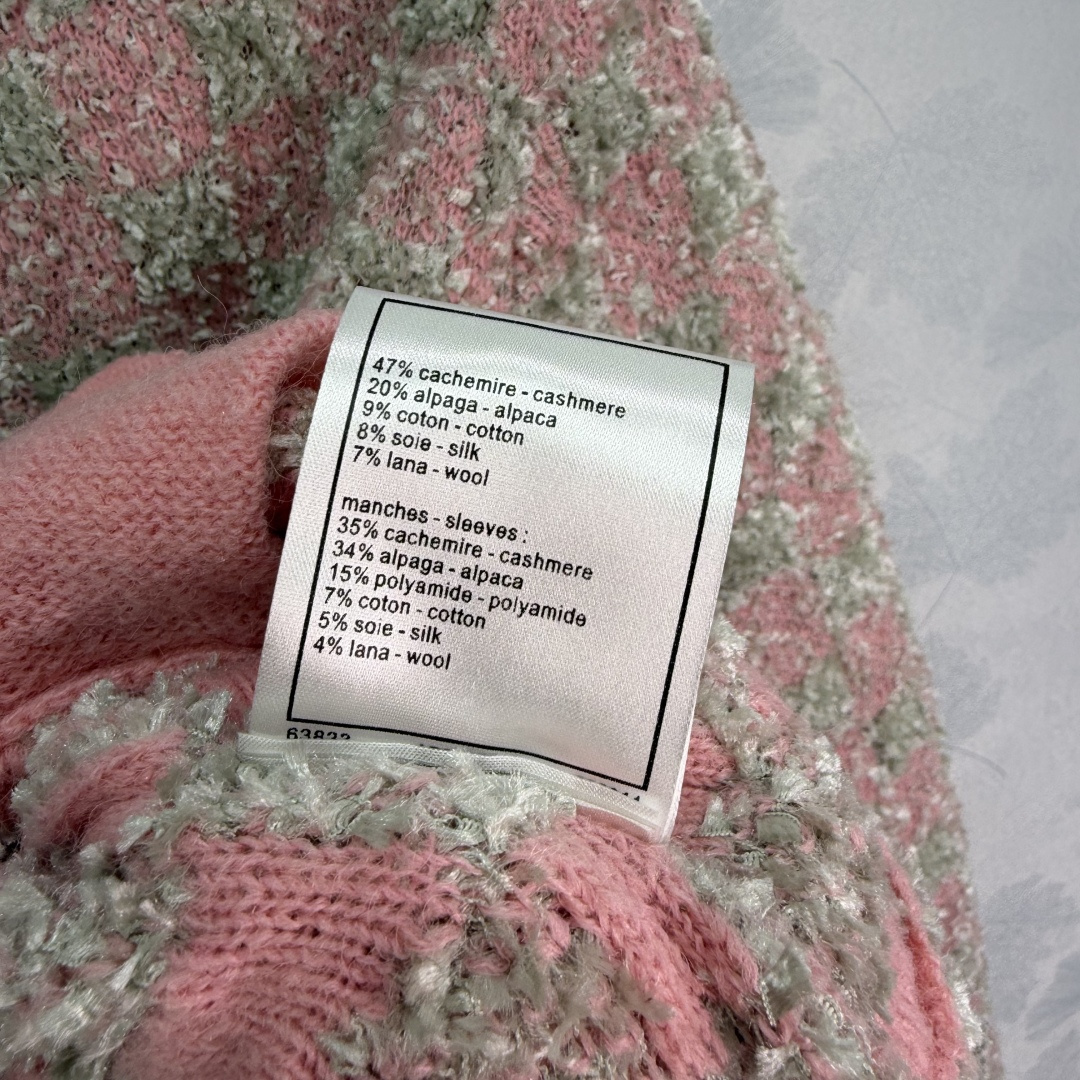 47% cachemire - cashmere
20% alpaga - alpaca
9% coton - cotton
8% soie - silk
7% lana - wool
manches - sleeves :
35% cachemire - cashmere
34% alpaga - alpaca
15% polyamide - polyamide
7% coton - cotton
5% soie - silk
4% lana - wool